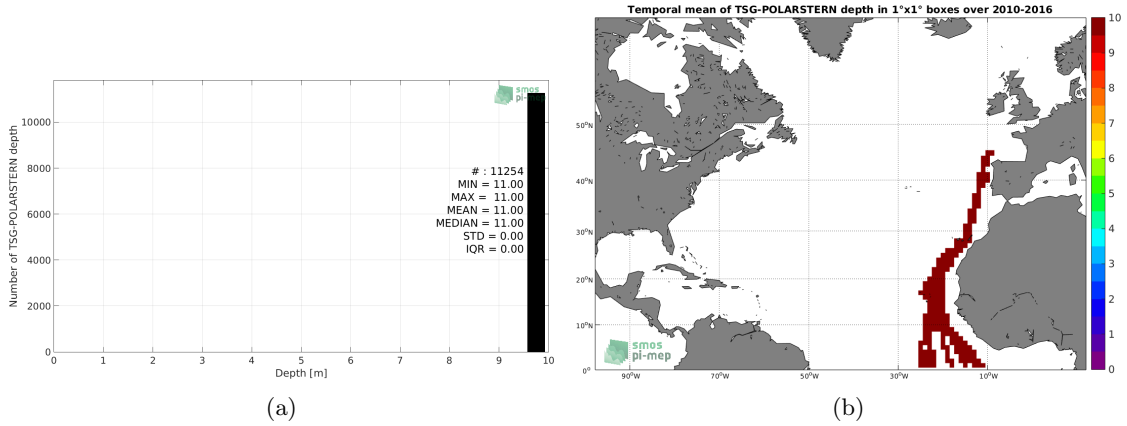 Number of TSG-POLARSTERN depth
10000
8000
6000
4000
2000
0
smos
pi-mep
# : 11254
MIN = 11.00
MAX = 11.00
MEAN = 11.00
MEDIAN = 11.00
STD = 0.00
IQR = 0.00
0 1 2 3 4 5 6 7 8 9 10
Depth [m]
(a)
Temporal mean of TSG-POLARSTERN depth in 1°x1° boxes over 2010-2016
50°N
40°N
30°N
20°N
10°N
0°
90°W 70°W 50°W 30°W 10°W
smos
pi-mep
10
9
8
7
6
5
4
3
2
1
0
(b)